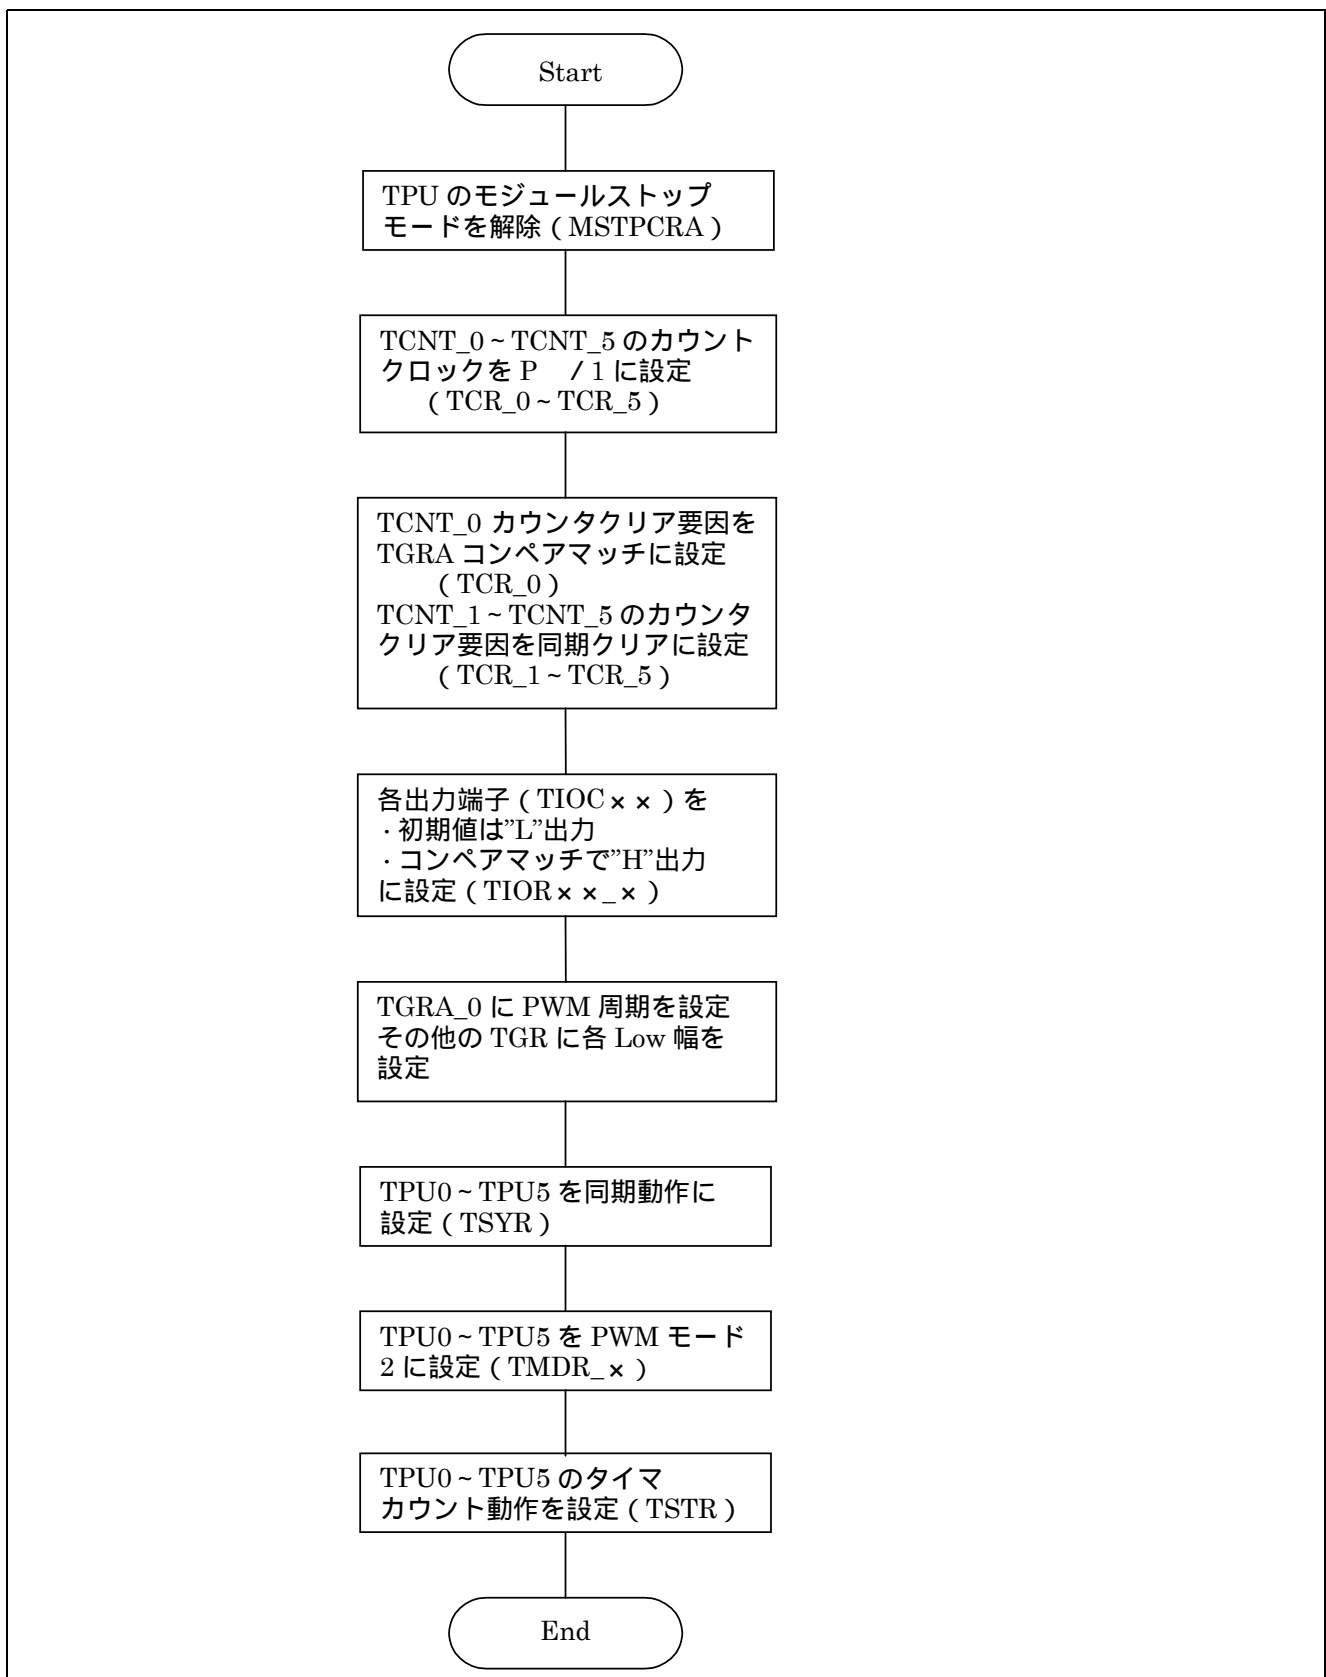 Start
TPU のモジュールストップ
モードを解除（MSTPCRA）
TCNT_0～TCNT_5 のカウント
クロックを P　/1 に設定
（TCR_0～TCR_5）
TCNT_0 カウンタクリア要因を
TGRA コンペアマッチに設定
（TCR_0）
TCNT_1～TCNT_5 のカウンタ
クリア要因を同期クリアに設定
（TCR_1～TCR_5）
各出力端子（TIOC××）を
・初期値は”L”出力
・コンペアマッチで”H”出力
に設定（TIOR××_×）
TGRA_0 に PWM 周期を設定
その他の TGR に各 Low 幅を
設定
TPU0～TPU5 を同期動作に
設定（TSYR）
TPU0～TPU5 を PWM モード
2 に設定（TMDR_×）
TPU0～TPU5 のタイマ
カウント動作を設定（TSTR）
End